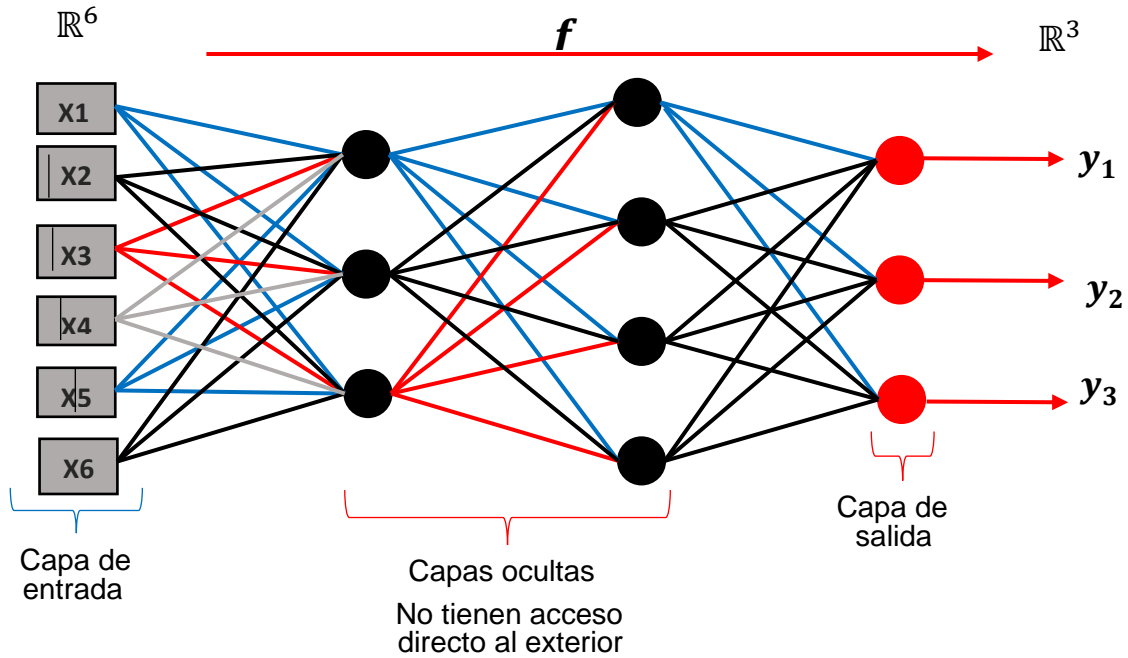 ℝ⁶
f
ℝ³
X1
X2
X3
X4
X5
X6
y₁
y₂
y₃
Capa de
entrada
Capas ocultas
No tienen acceso
directo al exterior
Capa de
salida